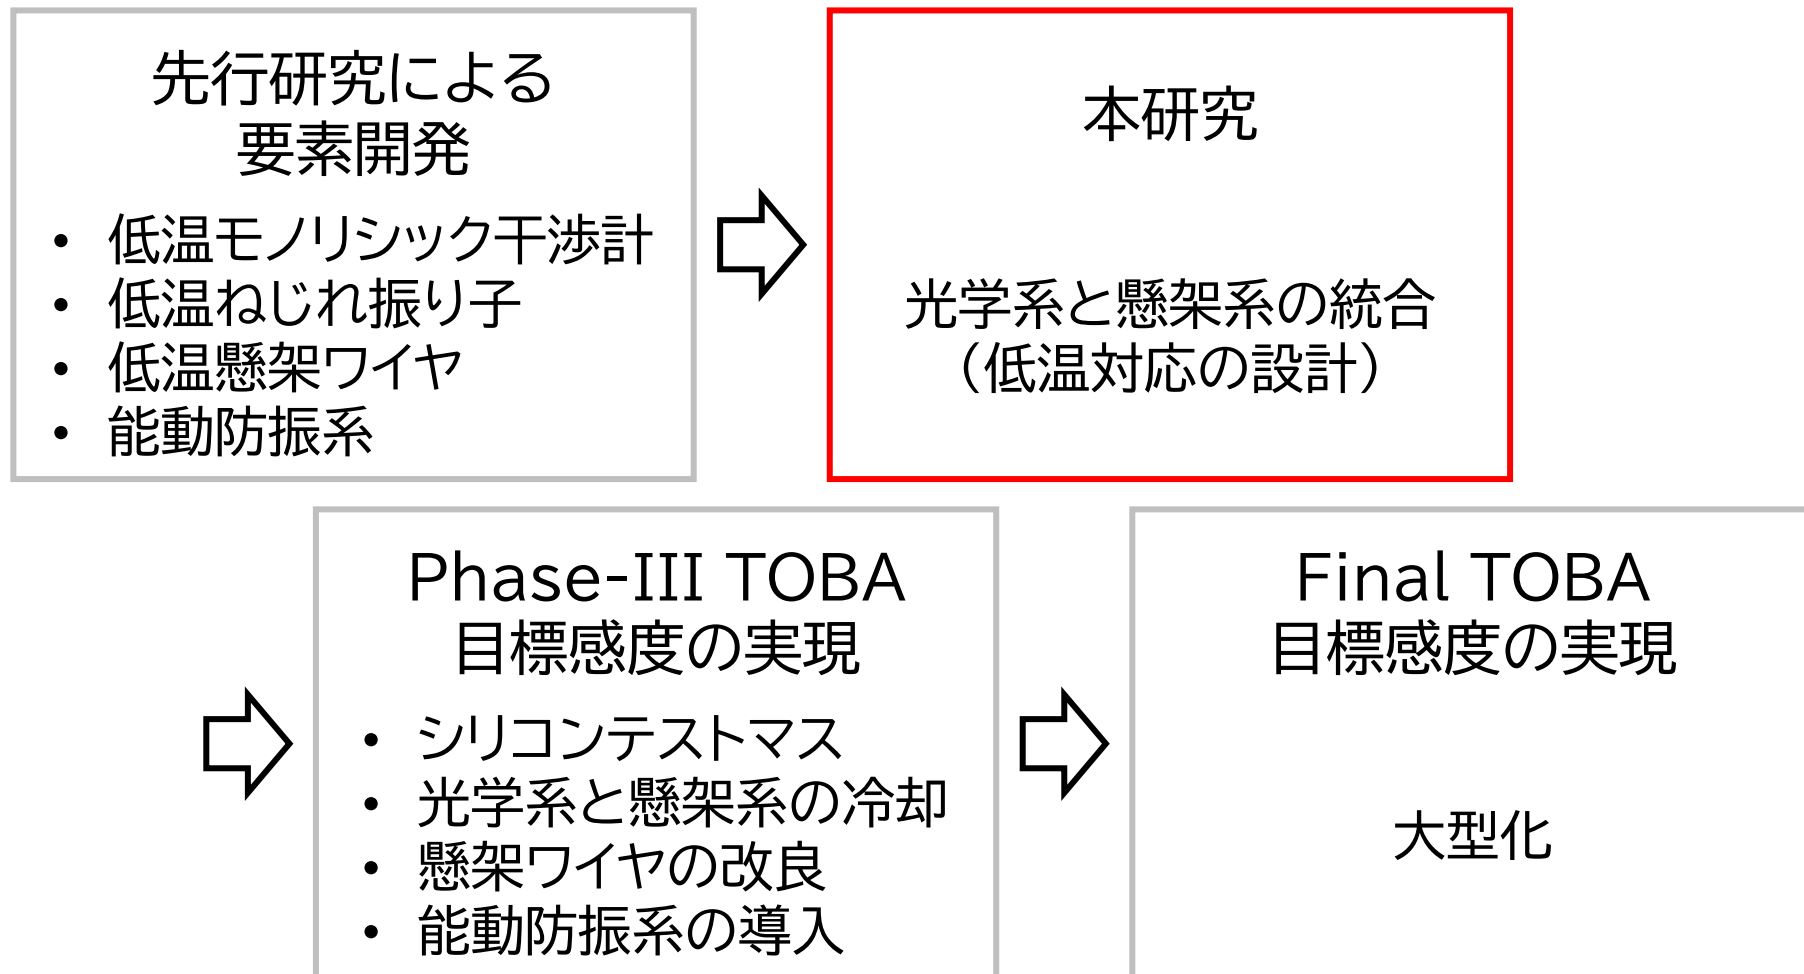 先行研究による
要素開発
• 低温モノリシック干渉計
• 低温ねじれ振り子
• 低温懸架ワイヤ
• 能動防振系
本研究
光学系と懸架系の統合
（低温対応の設計）
Phase-III TOBA
目標感度の実現
• シリコンテストマス
• 光学系と懸架系の冷却
• 懸架ワイヤの改良
• 能動防振系の導入
Final TOBA
目標感度の実現
大型化